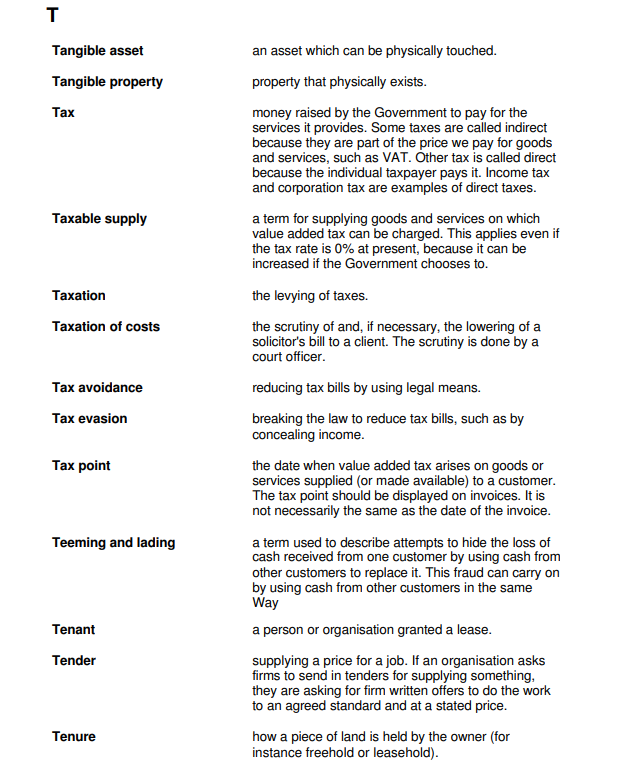 T
Tangible asset an asset which can be physically touched.
Tangible property property that physically exists.
Tax money raised by the Government to pay for the
services it provides. Some taxes are called indirect
because they are part of the price we pay for goods
and services, such as VAT. Other tax is called direct
because the individual taxpayer pays it. Income tax
and corporation tax are examples of direct taxes.
Taxable supply a term for supplying goods and services on which
value added tax can be charged. This applies even if
the tax rate is 0% at present, because it can be
increased if the Government chooses to.
Taxation the levying of taxes.
Taxation of costs the scrutiny of and, if necessary, the lowering of a
solicitor's bill to a client. The scrutiny is done by a
court officer.
Tax avoidance reducing tax bills by using legal means.
Tax evasion breaking the law to reduce tax bills, such as by
concealing income.
Tax point the date when value added tax arises on goods or
services supplied (or made available) to a customer.
The tax point should be displayed on invoices. It is
not necessarily the same as the date of the invoice.
Teeming and lading a term used to describe attempts to hide the loss of
cash received from one customer by using cash from
other customers to replace it. This fraud can carry on
by using cash from other customers in the same
Way
Tenant a person or organisation granted a lease.
Tender supplying a price for a job. If an organisation asks
firms to send in tenders for supplying something,
they are asking for firm written offers to do the work
to an agreed standard and at a stated price.
Tenure how a piece of land is held by the owner (for
instance freehold or leasehold).